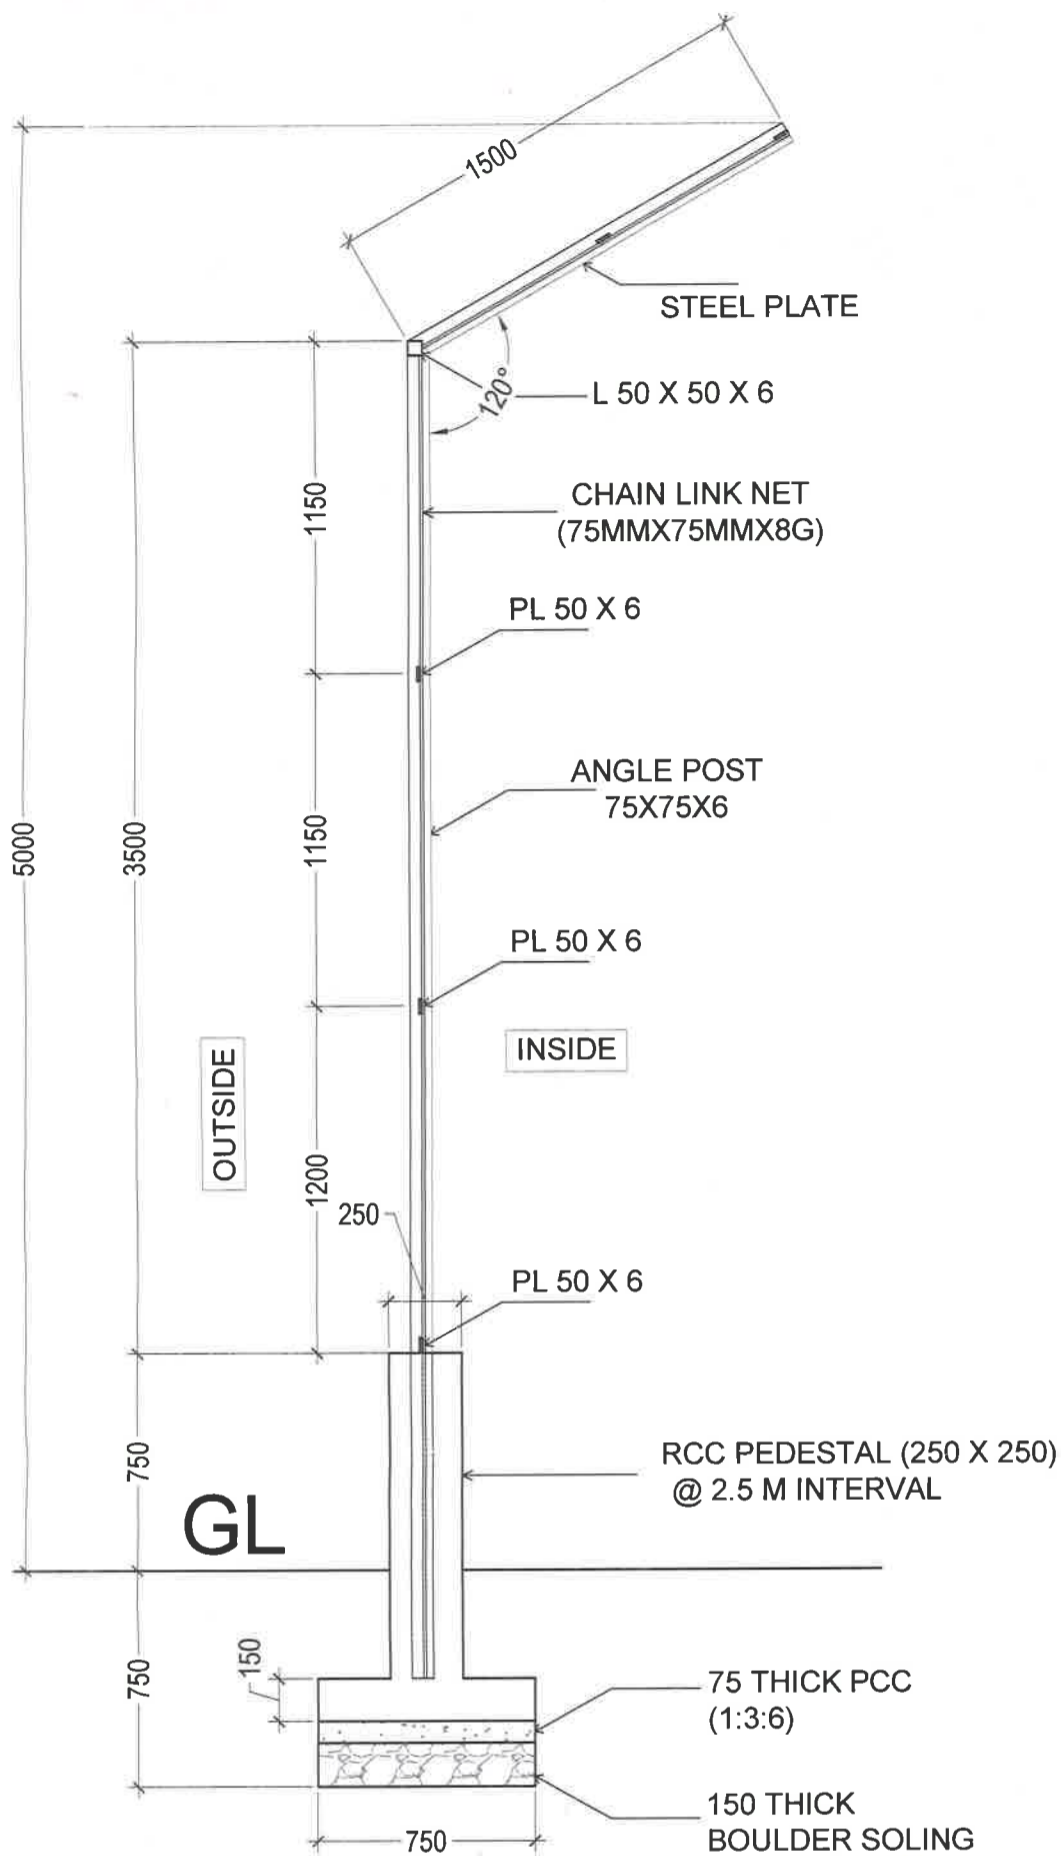 1500
STEEL PLATE
120°
L 50 X 50 X 6
CHAIN LINK NET
(75MMX75MMX8G)
1150
PL 50 X 6
ANGLE POST
75X75X6
5000
3500
1150
PL 50 X 6
INSIDE
OUTSIDE
1200
250
PL 50 X 6
RCC PEDESTAL (250 X 250)
@ 2.5 M INTERVAL
750
GL
150
750
75 THICK PCC
(1:3:6)
150 THICK
BOULDER SOLING
750